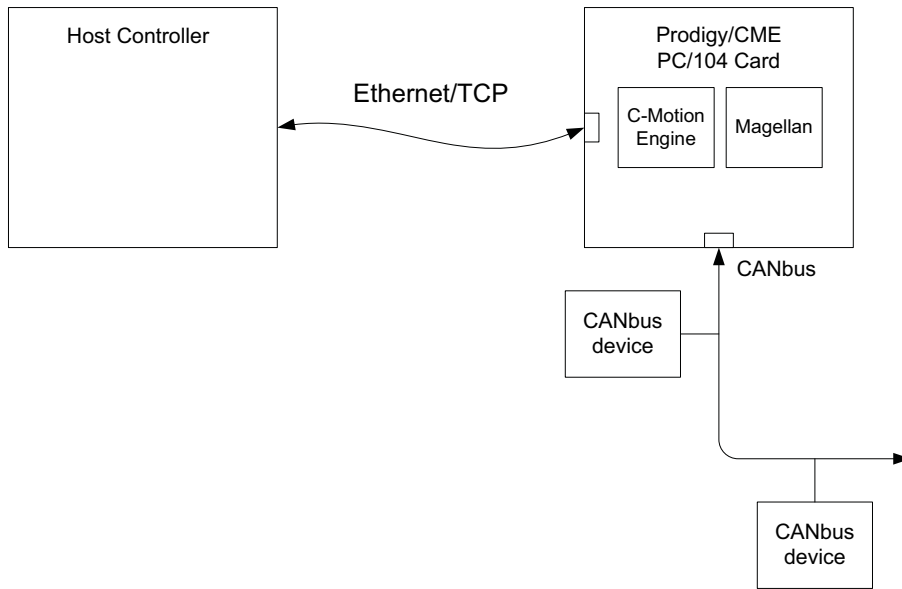 Host Controller
Prodigy/CME
PC/104 Card
Ethernet/TCP
C-Motion
Engine
Magellan
CANbus
CANbus
device
CANbus
device